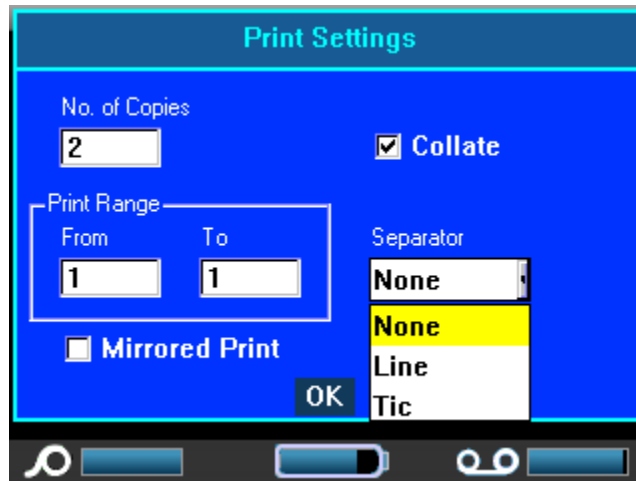 Print Settings
No. of Copies
2
Collate
Print Range
From To
1 1
Separator
None
None
Line
Tic
Mirrored Print
OK